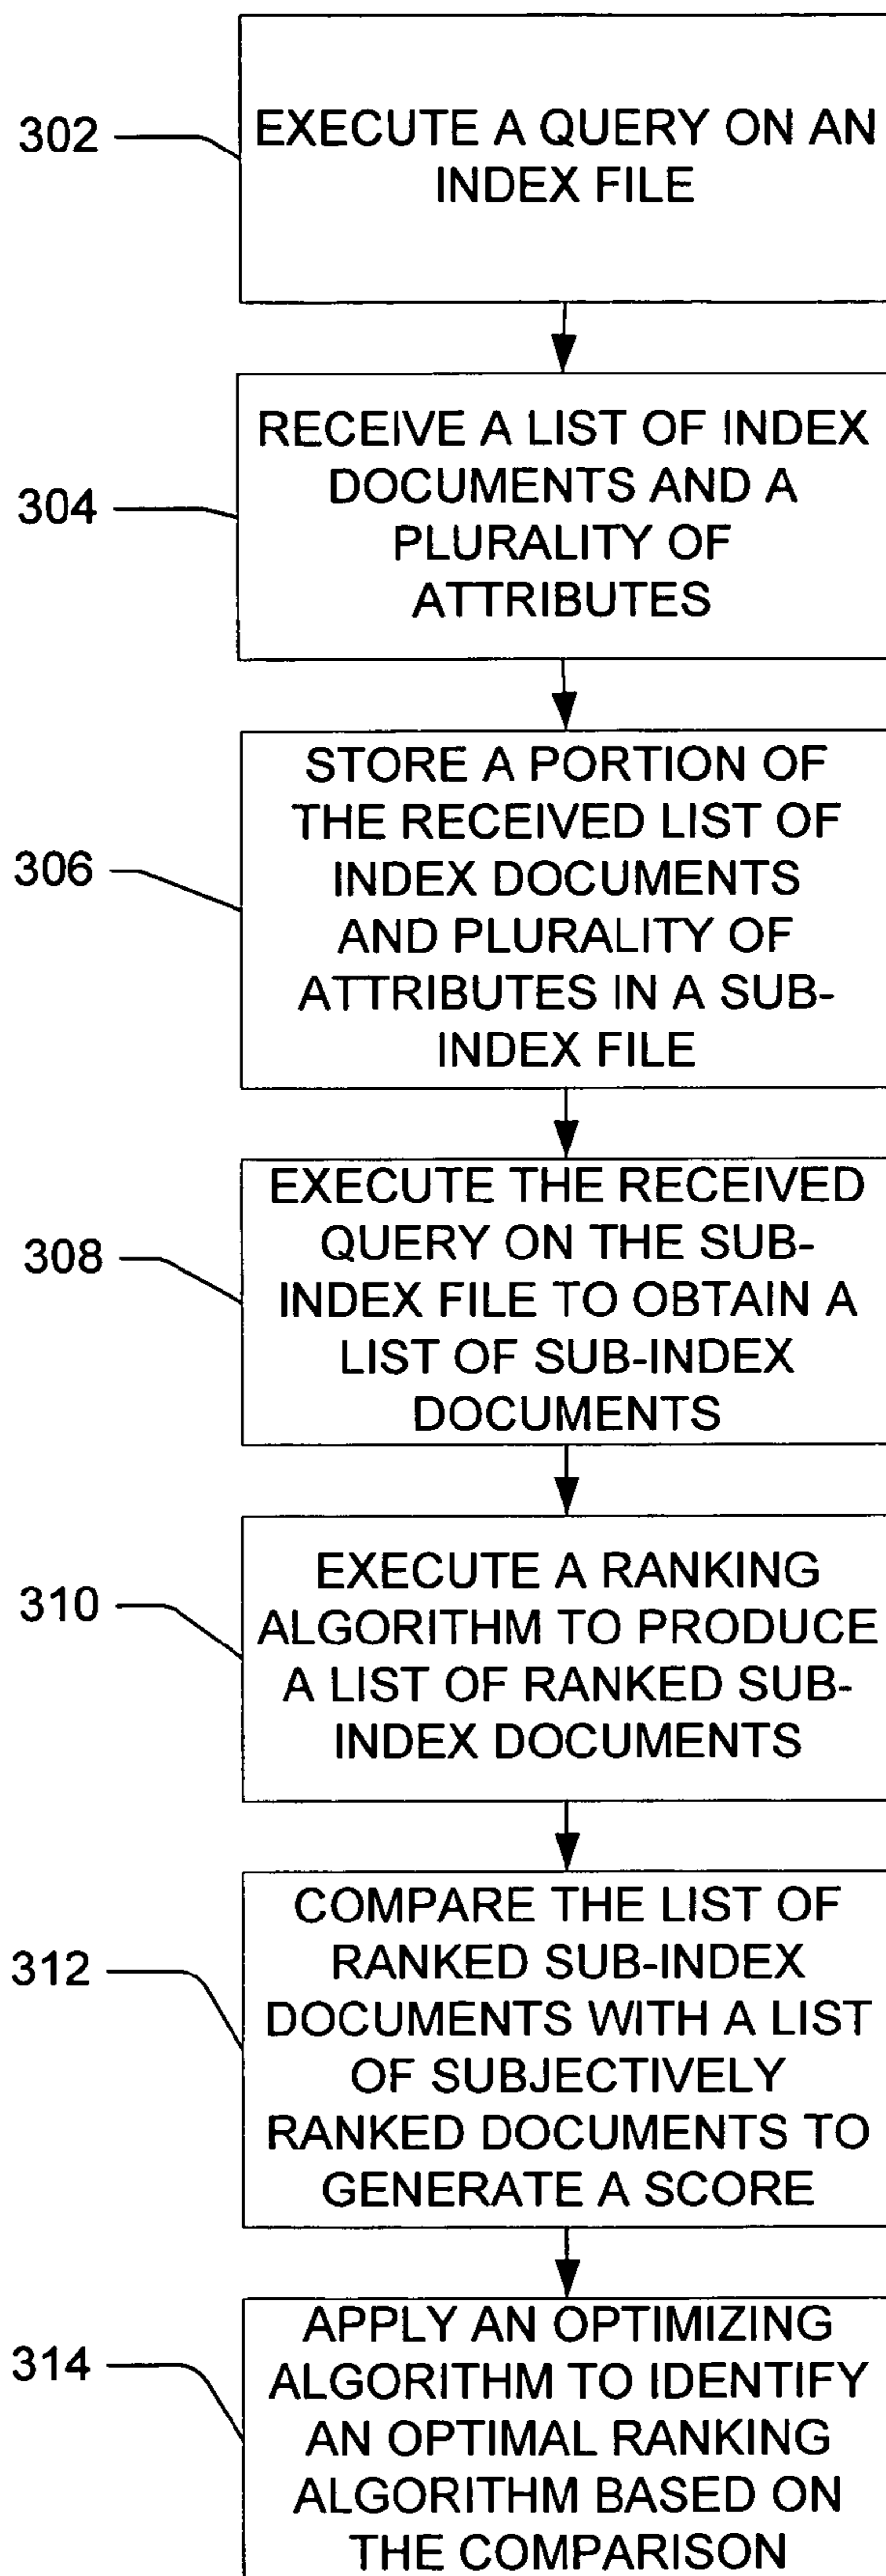 302
EXECUTE A QUERY ON AN
INDEX FILE
304
RECEIVE A LIST OF INDEX
DOCUMENTS AND A
PLURALITY OF
ATTRIBUTES
306
STORE A PORTION OF
THE RECEIVED LIST OF
INDEX DOCUMENTS
AND PLURALITY OF
ATTRIBUTES IN A SUB-
INDEX FILE
308
EXECUTE THE RECEIVED
QUERY ON THE SUB-
INDEX FILE TO OBTAIN A
LIST OF SUB-INDEX
DOCUMENTS
310
EXECUTE A RANKING
ALGORITHM TO PRODUCE
A LIST OF RANKED SUB-
INDEX DOCUMENTS
312
COMPARE THE LIST OF
RANKED SUB-INDEX
DOCUMENTS WITH A LIST
OF SUBJECTIVELY
RANKED DOCUMENTS TO
GENERATE A SCORE
314
APPLY AN OPTIMIZING
ALGORITHM TO IDENTIFY
AN OPTIMAL RANKING
ALGORITHM BASED ON
THE COMPARISON